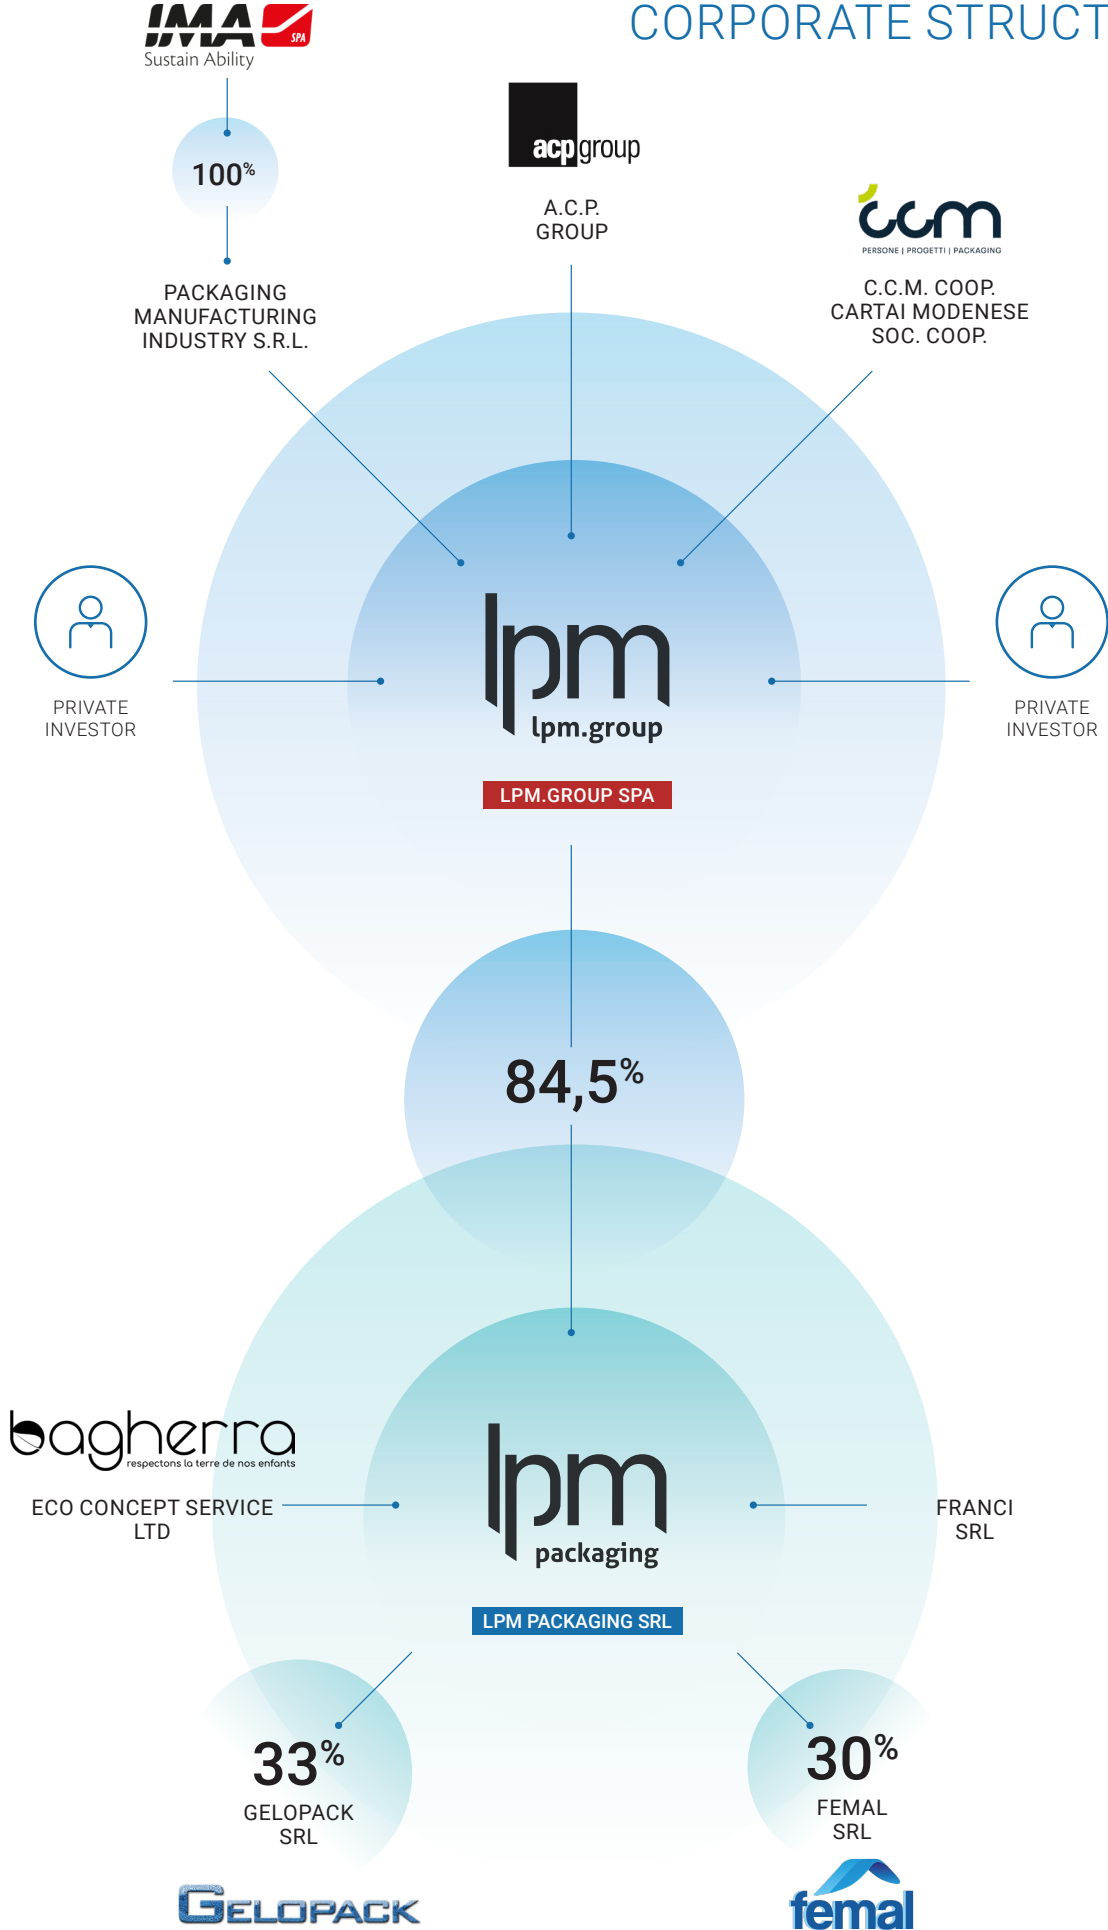 CORPORATE STRUCT
IMA SPA
Sustain Ability
100%
PACKAGING
MANUFACTURING
INDUSTRY S.R.L.
acpgroup
A.C.P.
GROUP
ccm
PERSONE | PROGETTI | PACKAGING
C.C.M. COOP.
CARTAI MODENESE
SOC. COOP.
PRIVATE
INVESTOR
lpm
lpm.group
LPM.GROUP SPA
PRIVATE
INVESTOR
84,5%
bagherra
respectons la terre de nos enfants
ECO CONCEPT SERVICE
LTD
lpm
packaging
LPM PACKAGING SRL
FRANCI
SRL
33%
GELOPACK
SRL
GELOPACK
30%
FEMAL
SRL
femal